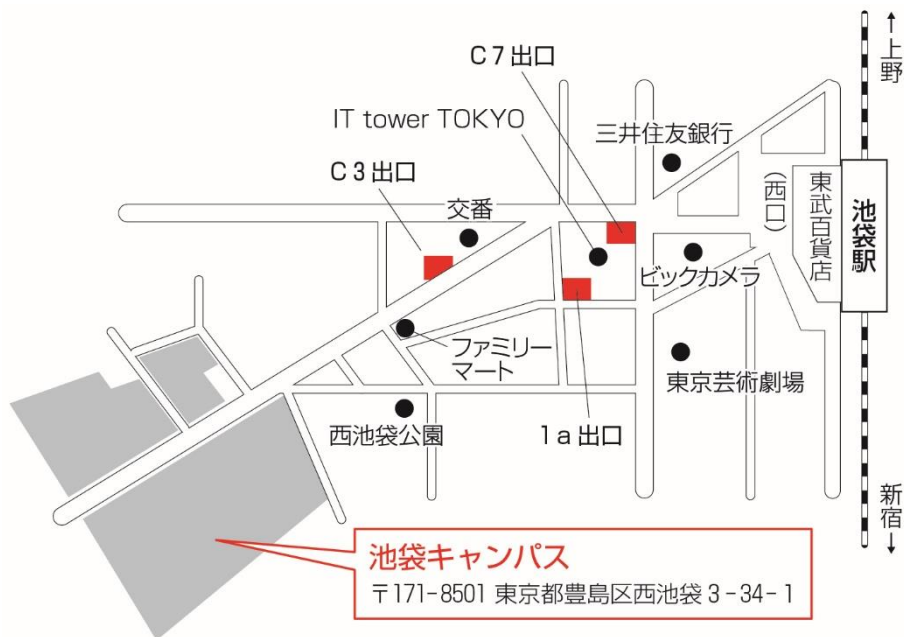 ↑上野
C7出口
IT tower TOKYO
三井住友銀行
C3出口
交番
(西口)
東武百貨店
池袋駅
ビックカメラ
ファミリー
マート
東京芸術劇場
西池袋公園
1a出口
新宿↓
池袋キャンパス
〒171-8501 東京都豊島区西池袋3-34-1